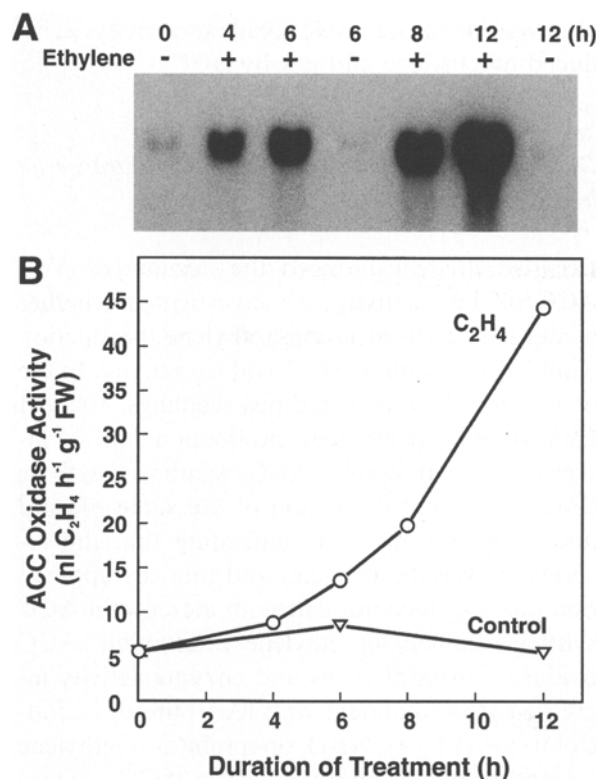 A 0 4 6 6 8 12 12 (h)
Ethylene - + + - + + -
B
45
40
35
30
25
20
15
10
5
0
0 2 4 6 8 10 12
ACC Oxidase Activity
(nl C₂H₄ h⁻¹ g⁻¹ FW)
C₂H₄
Control
Duration of Treatment (h)